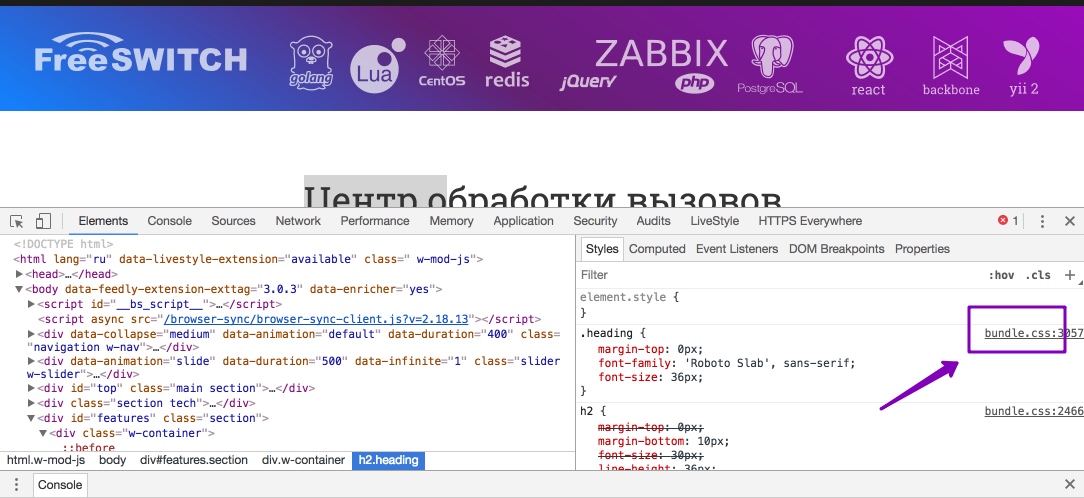 FreeSWITCH
golang
Lua
CentOS
redis
jQuery
ZABBIX
php
PostgreSQL
react
backbone
yii 2
Центр обработки вызовов
Elements Console Sources Network Performance Memory Application Security Audits LiveStyle HTTPS Everywhere 1
<!DOCTYPE html>
<html lang="ru" data-livestyle-extension="available" class=" w-mod-js">
<head>…</head>
<body data-feedly-extension-exttag="3.0.3" data-enricher="yes">
<script id="__bs_script__">…</script>
<script async src="/browser-sync/browser-sync-client.js?v=2.18.13"></script>
<div data-collapse="medium" data-animation="default" data-duration="400" class=
"navigation w-nav">…</div>
<div data-animation="slide" data-duration="500" data-infinite="1" class="slider
w-slider">…</div>
<div id="top" class="main section">…</div>
<div class="section tech">…</div>
<div id="features" class="section">
<div class="w-container">
::before
html.w-mod-js body div#features.section div.w-container h2.heading
Styles Computed Event Listeners DOM Breakpoints Properties
Filter :hov .cls +
element.style {
}
.heading { bundle.css:3057
margin-top: 0px;
font-family: 'Roboto Slab', sans-serif;
font-size: 36px;
}
h2 { bundle.css:2466
margin-top: 0px;
margin-bottom: 10px;
font-size: 30px;
line-height: 36px;
Console